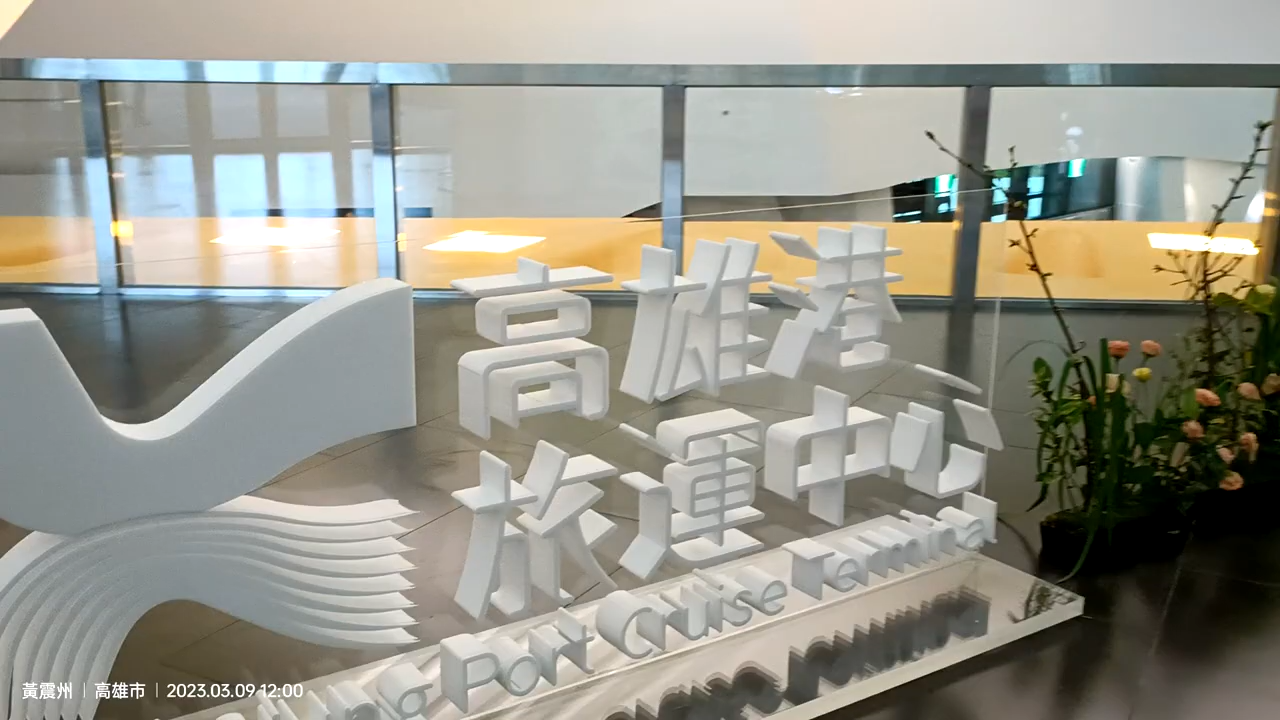 高雄港
旅運中心
Port Cruise Terminal
黃震州 | 高雄市 | 2023.03.09 12:00